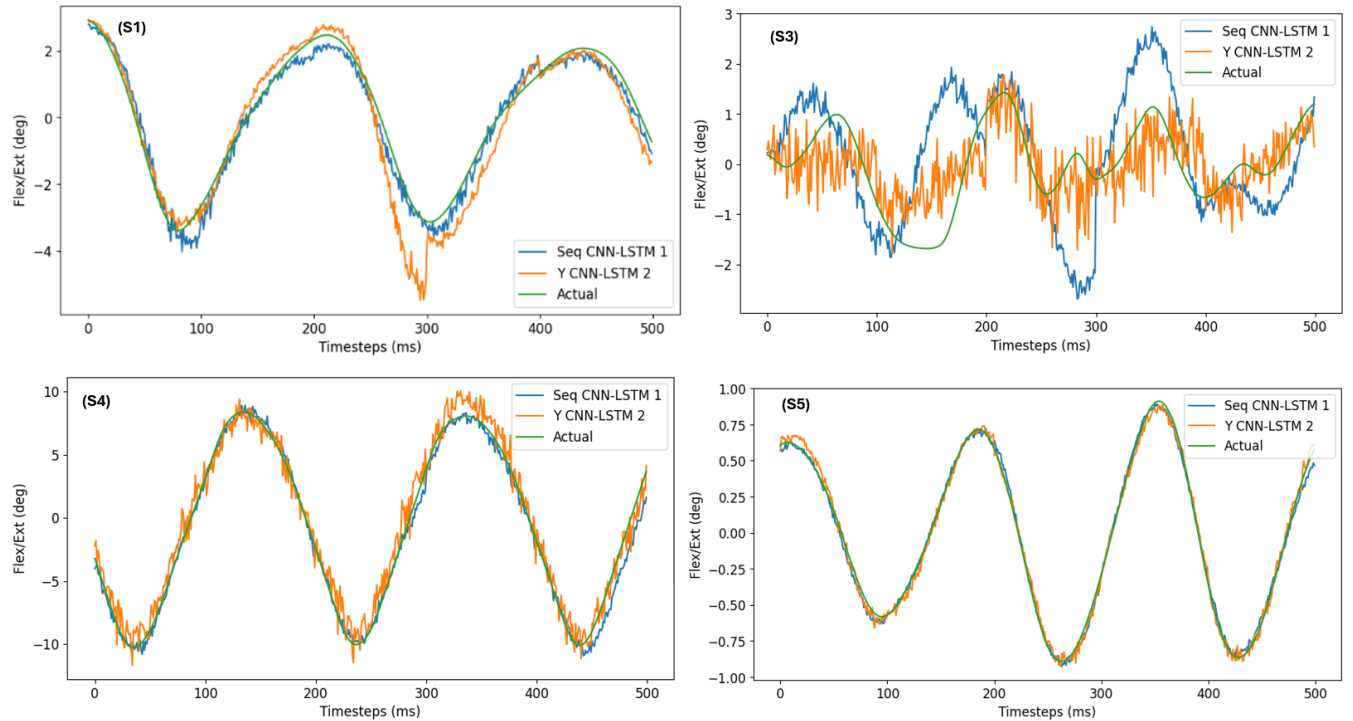 (S1)
Flex/Ext (deg)
2
0
−2
−4
Seq CNN-LSTM 1
Y CNN-LSTM 2
Actual
0 100 200 300 400 500
Timesteps (ms)
(S3)
Flex/Ext (deg)
3
2
1
0
−1
−2
Seq CNN-LSTM 1
Y CNN-LSTM 2
Actual
0 100 200 300 400 500
Timesteps (ms)
(S4)
Flex/Ext (deg)
10
5
0
−5
−10
Seq CNN-LSTM 1
Y CNN-LSTM 2
Actual
0 100 200 300 400 500
Timesteps (ms)
(S5)
Flex/Ext (deg)
1.00
0.75
0.50
0.25
0.00
−0.25
−0.50
−0.75
−1.00
Seq CNN-LSTM 1
Y CNN-LSTM 2
Actual
0 100 200 300 400 500
Timesteps (ms)